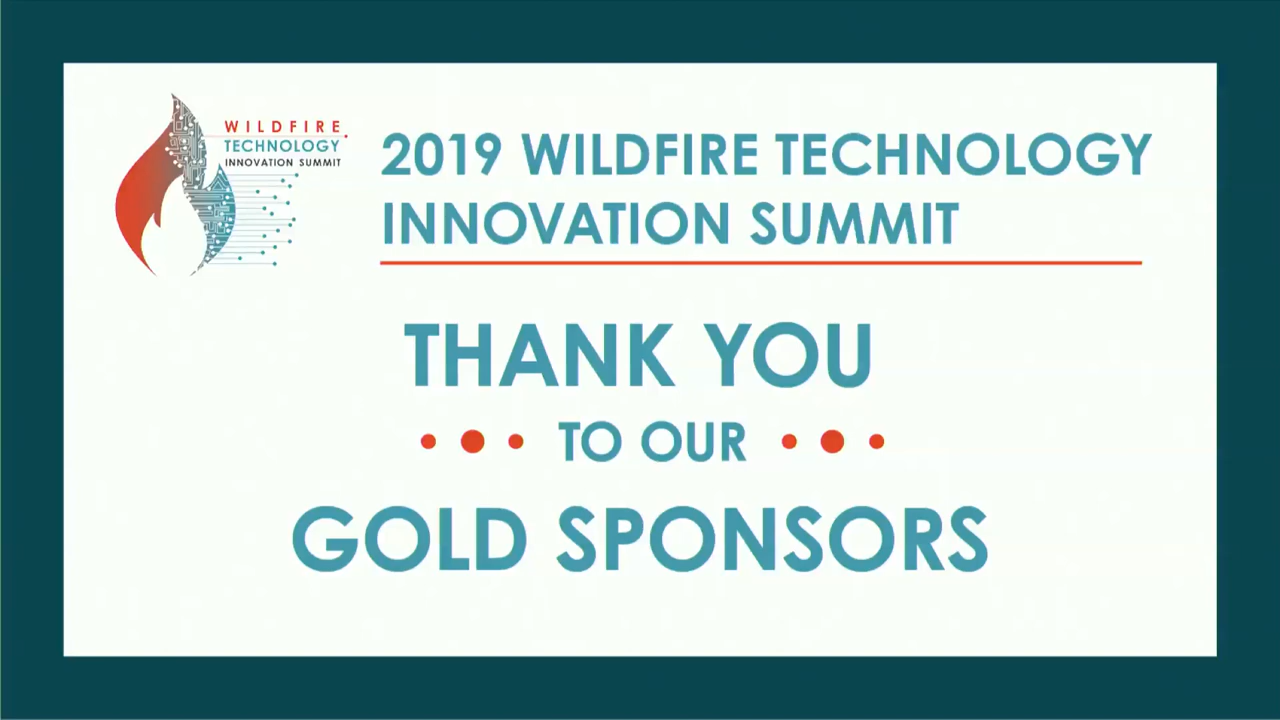 WILDFIRE
TECHNOLOGY
INNOVATION SUMMIT
2019 WILDFIRE TECHNOLOGY
INNOVATION SUMMIT
THANK YOU
TO OUR
GOLD SPONSORS